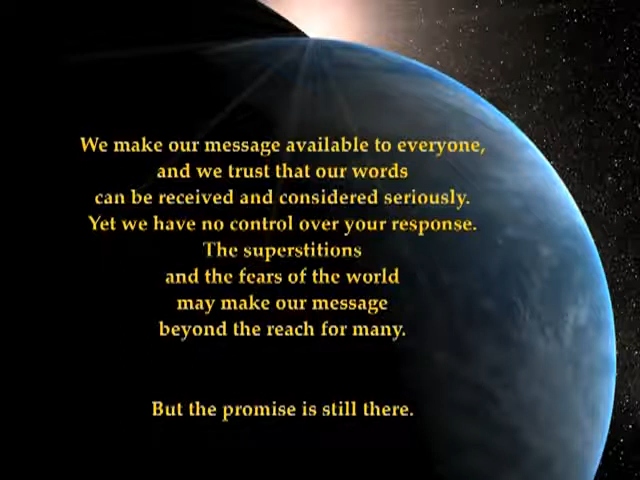 We make our message available to everyone,
and we trust that our words
can be received and considered seriously.
Yet we have no control over your response.
The superstitions
and the fears of the world
may make our message
beyond the reach for many.
But the promise is still there.